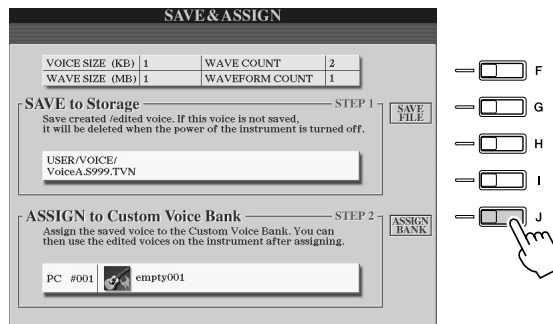 SAVE & ASSIGN
VOICE SIZE (KB) 1 WAVE COUNT 2
WAVE SIZE (MB) 1 WAVEFORM COUNT 1
SAVE to Storage STEP 1
Save created /edited voice. If this voice is not saved,
it will be deleted when the power of the instrument is turned off.
SAVE
FILE
USER/VOICE/
VoiceA.S999.TVN
ASSIGN to Custom Voice Bank STEP 2
Assign the saved voice to the Custom Voice Bank. You can
then use the edited voices on the instrument after assigning.
ASSIGN
BANK
PC #001 empty001
F
G
H
I
J